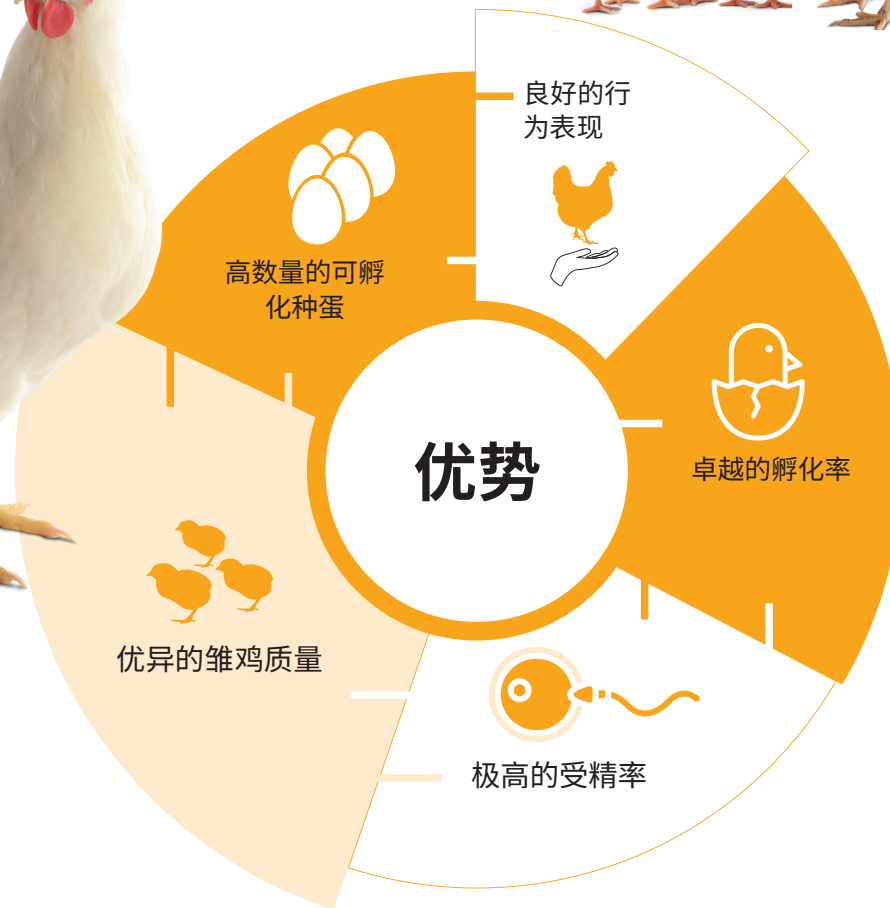 良好的行
为表现
高数量的可孵
化种蛋
优势
卓越的孵化率
优异的雏鸡质量
极高的受精率